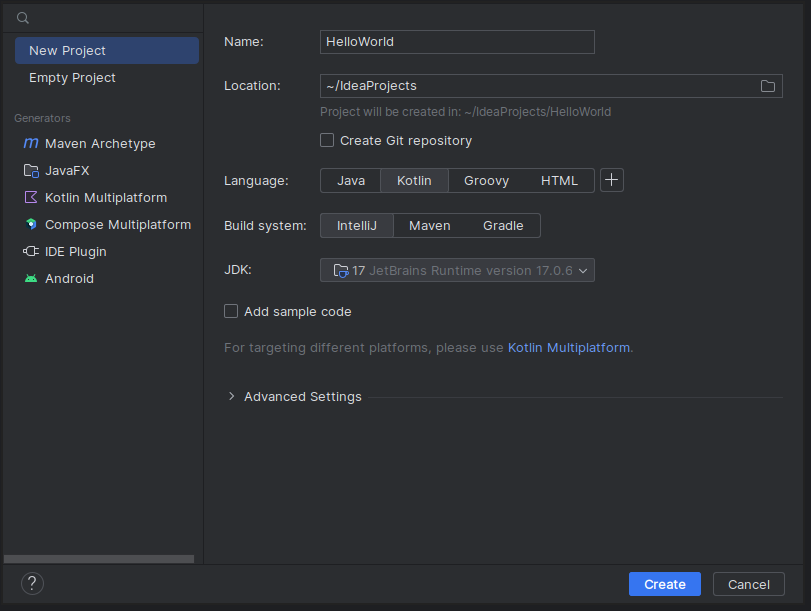 New Project
Empty Project
Generators
Maven Archetype
JavaFX
Kotlin Multiplatform
Compose Multiplatform
IDE Plugin
Android
Name:
HelloWorld
Location:
~/IdeaProjects
Project will be created in: ~/IdeaProjects/HelloWorld
Create Git repository
Language:
Java Kotlin Groovy HTML +
Build system:
IntelliJ Maven Gradle
JDK:
17 JetBrains Runtime version 17.0.6
Add sample code
For targeting different platforms, please use Kotlin Multiplatform.
Advanced Settings
?
Create
Cancel